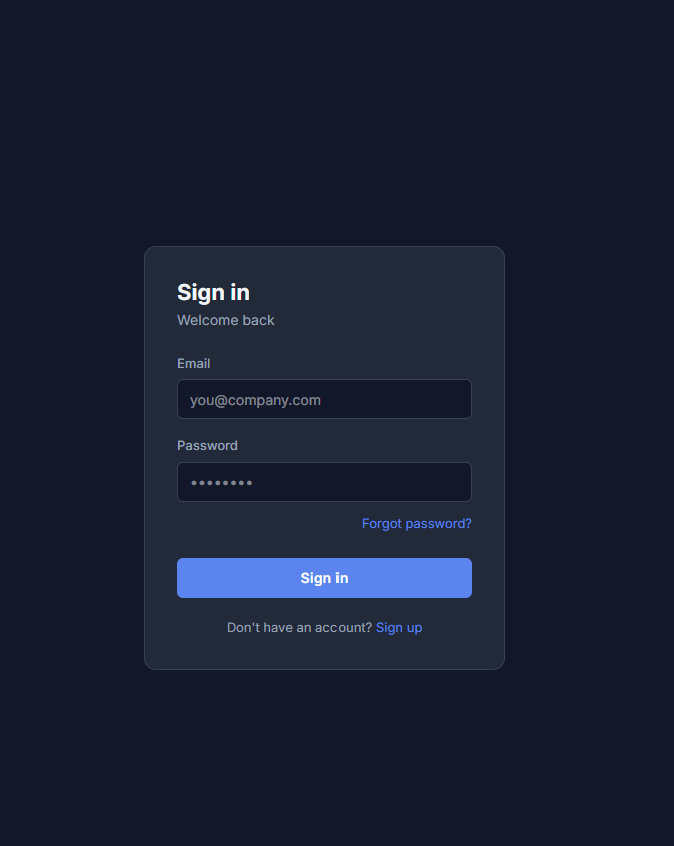 Sign in
Welcome back
Email
you@company.com
Password
••••••••
Forgot password?
Sign in
Don't have an account? Sign up